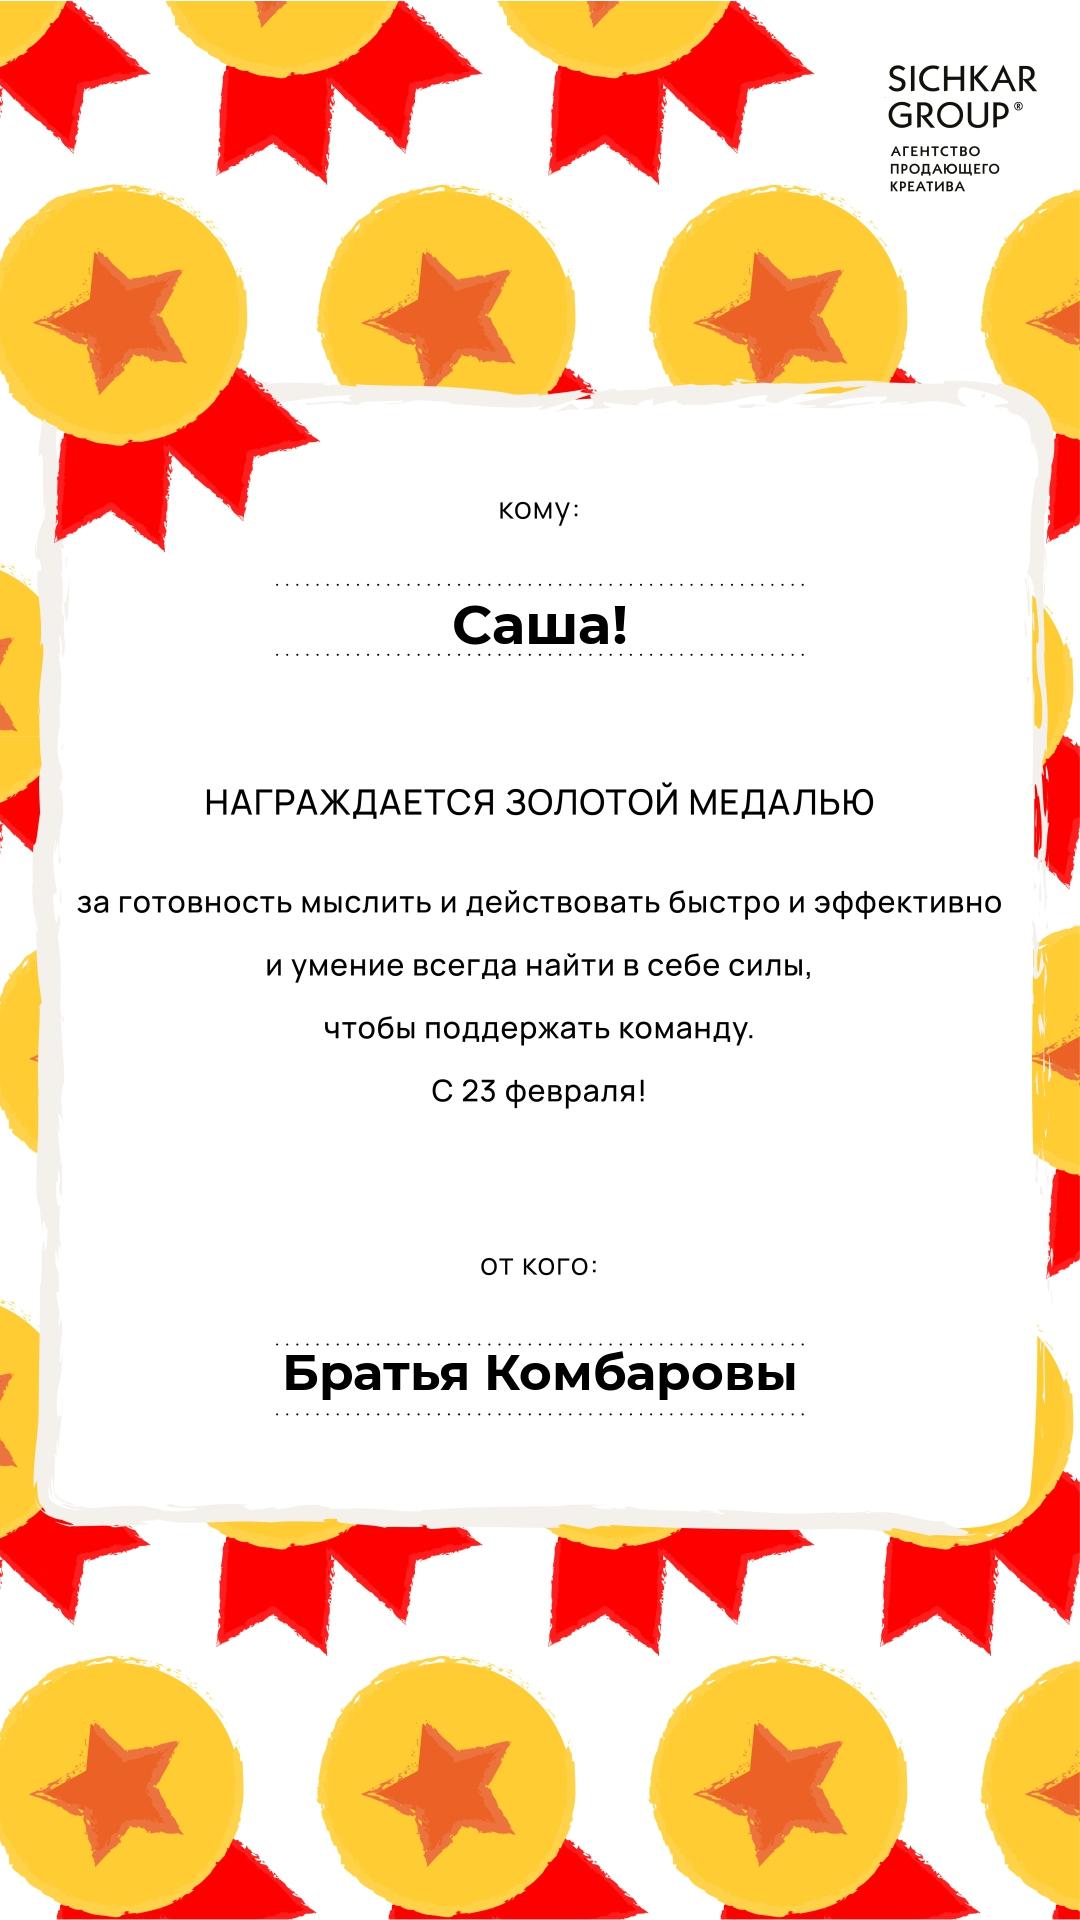 SICHKAR
GROUP®
АГЕНТСТВО
ПРОДАЮЩЕГО
КРЕАТИВА
кому:
Саша!
НАГРАЖДАЕТСЯ ЗОЛОТОЙ МЕДАЛЬЮ
за готовность мыслить и действовать быстро и эффективно
и умение всегда найти в себе силы,
чтобы поддержать команду.
С 23 февраля!
от кого:
Братья Комбаровы